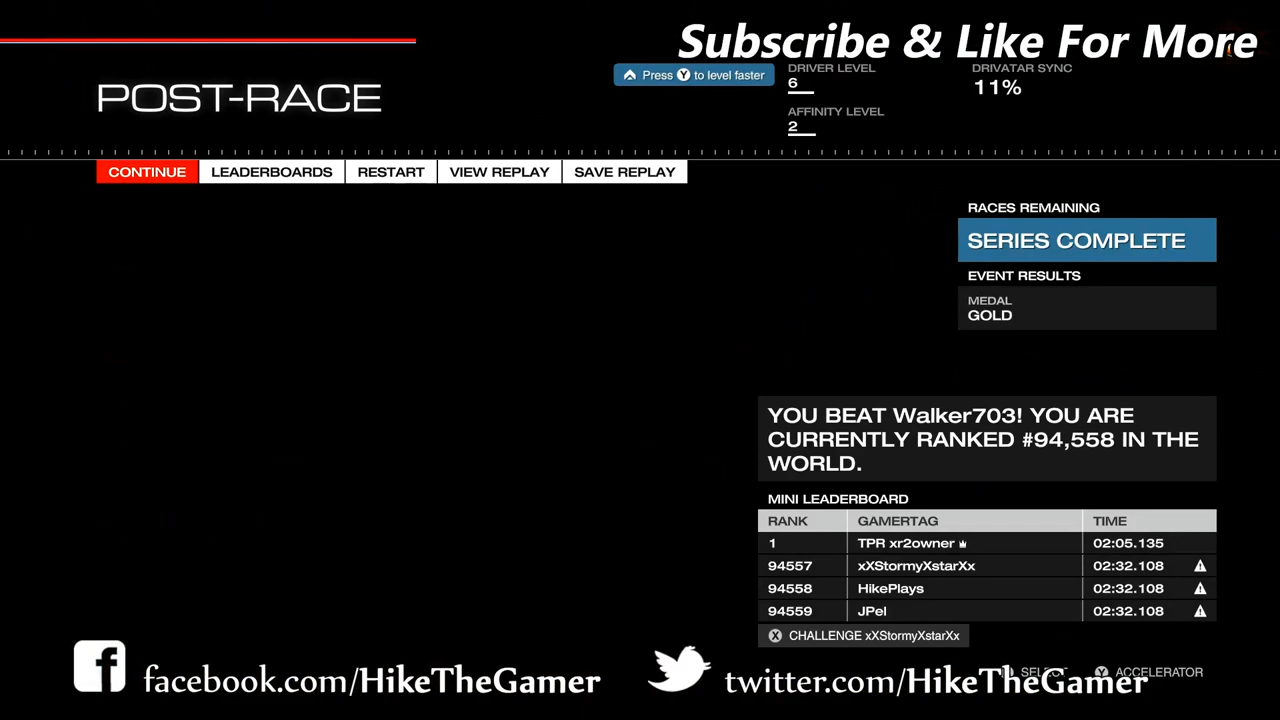 Subscribe & Like For More
POST-RACE
Press Y to level faster
DRIVER LEVEL
6
DRIVATAR SYNC
11%
AFFINITY LEVEL
2
CONTINUE LEADERBOARDS RESTART VIEW REPLAY SAVE REPLAY
RACES REMAINING
SERIES COMPLETE
EVENT RESULTS
MEDAL
GOLD
YOU BEAT Walker703! YOU ARE
CURRENTLY RANKED #94,558 IN THE
WORLD.
MINI LEADERBOARD
RANK GAMERTAG TIME
1 TPR xr2owner 02:05.135
94557 xXStormyXstarXx 02:32.108
94558 HikePlays 02:32.108
94559 JPel 02:32.108
X CHALLENGE xXStormyXstarXx
f facebook.com/HikeTheGamer
twitter.com/HikeTheGamer
SELECT Y ACCELERATOR